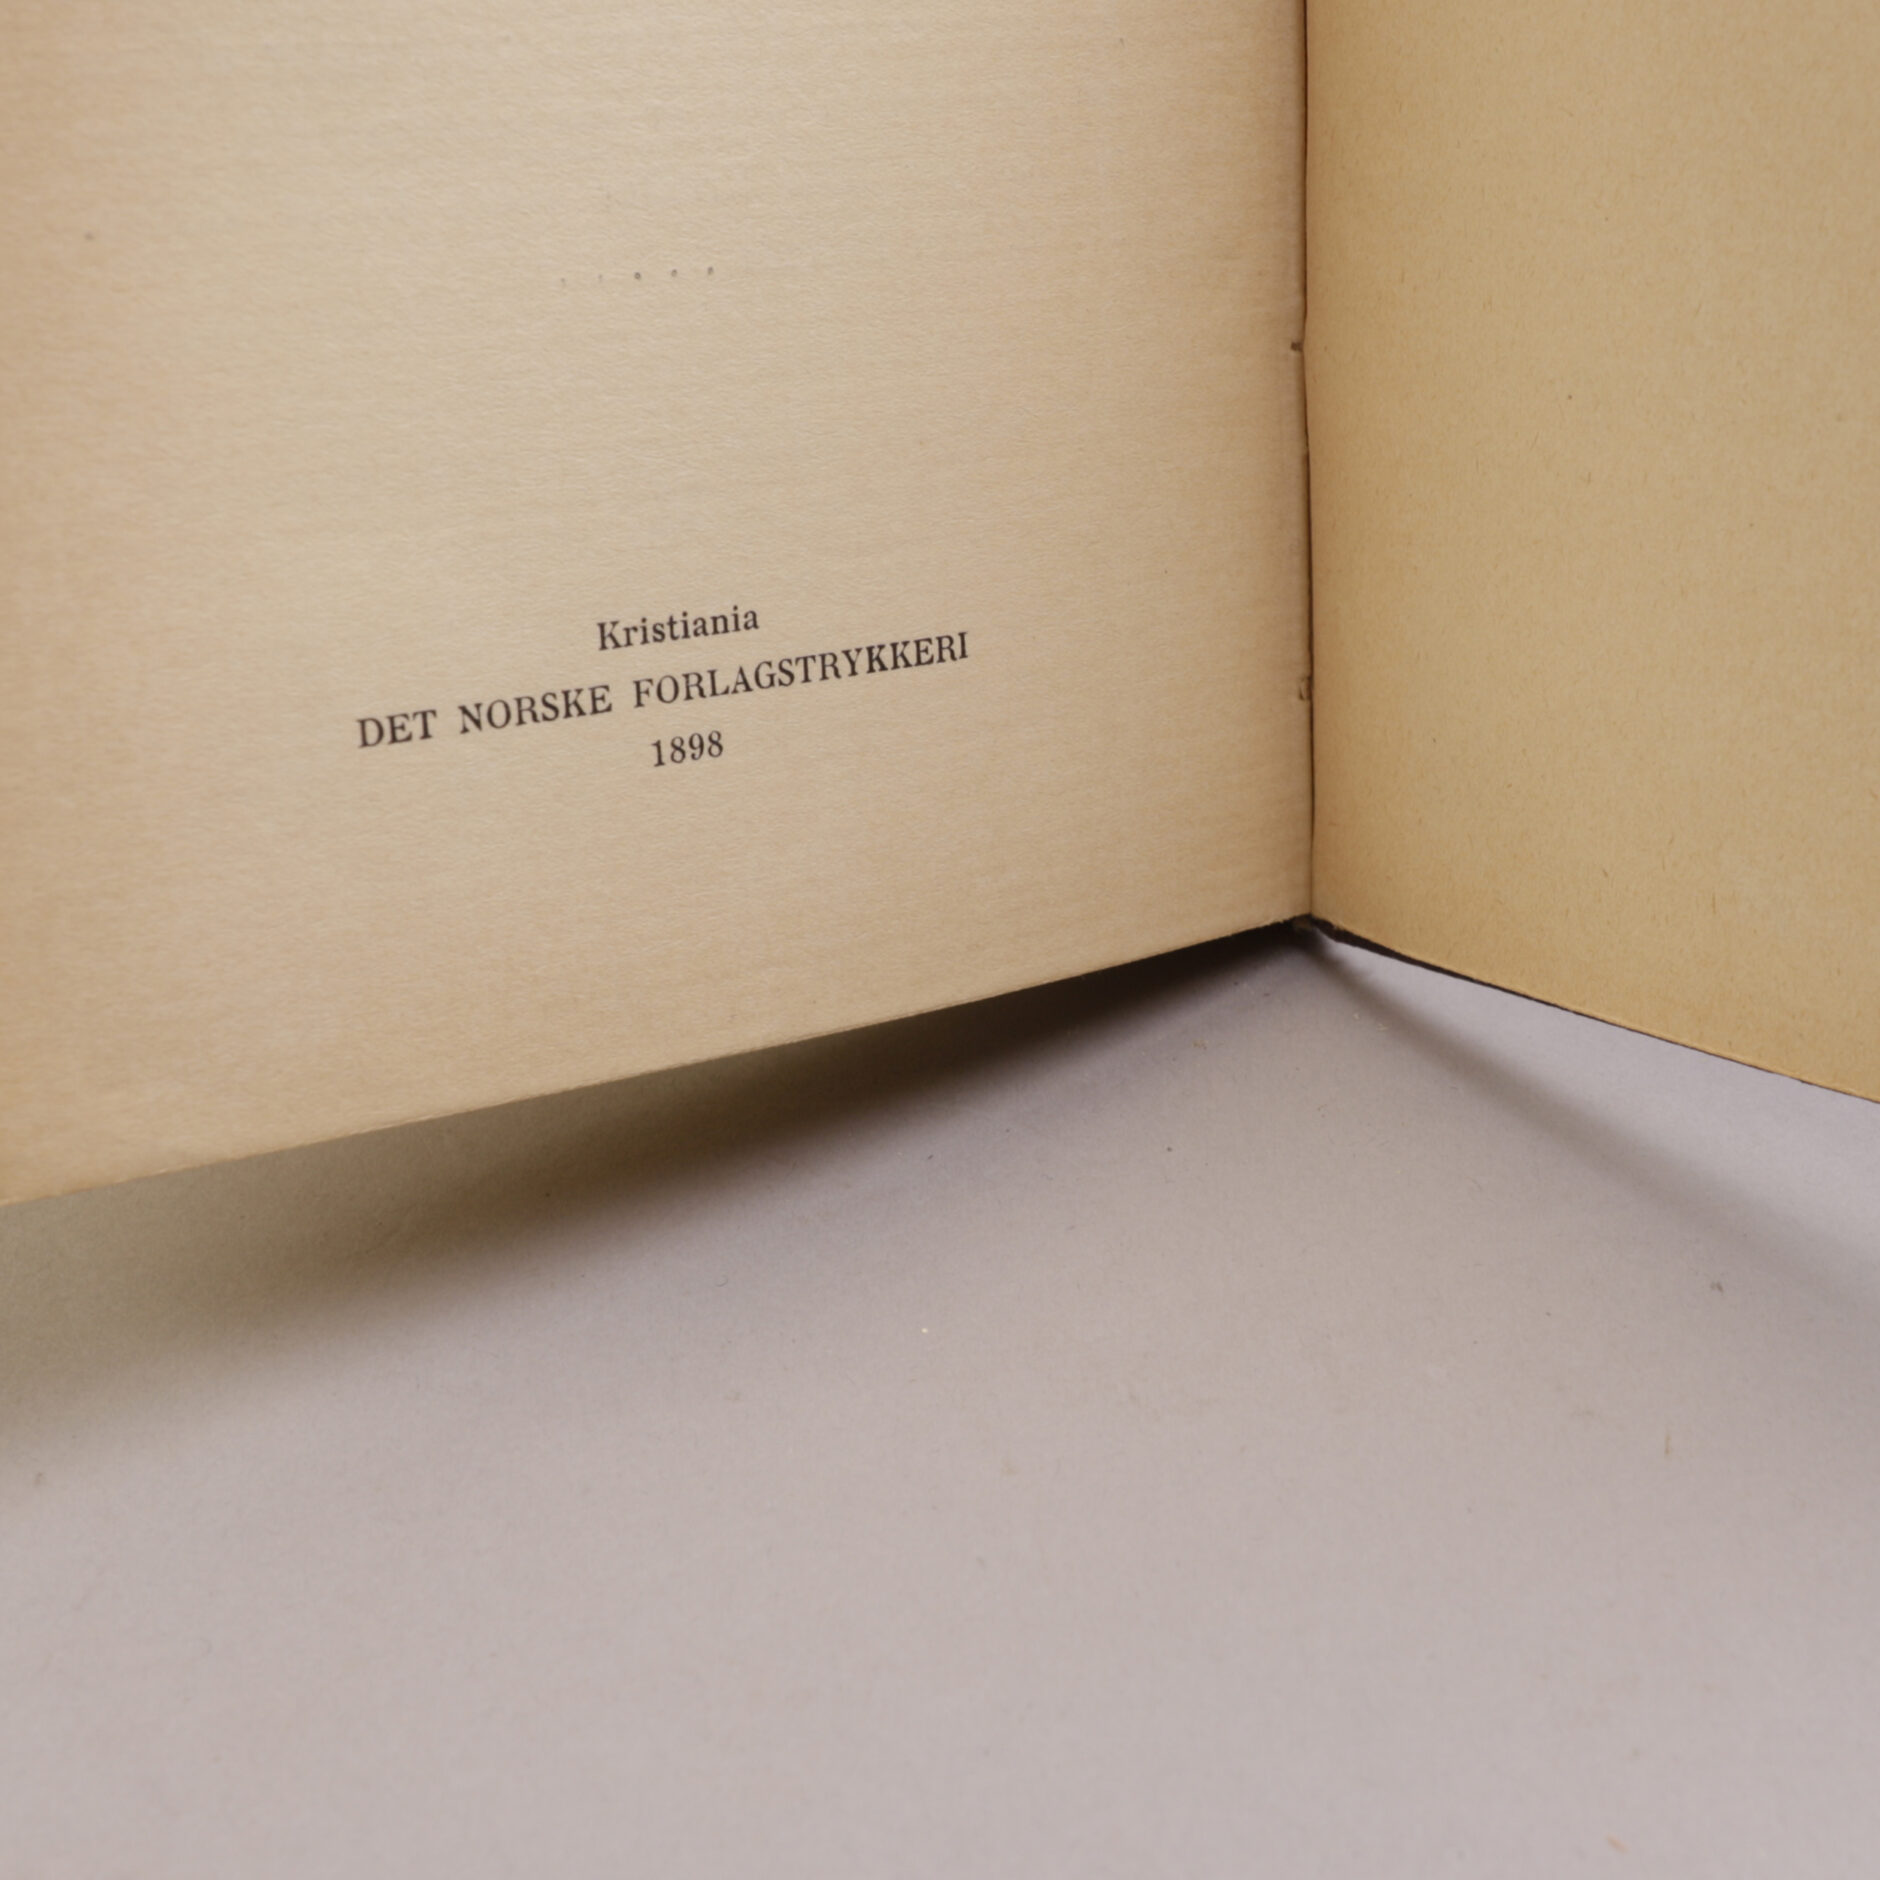 Kristiania
DET NORSKE FORLAGSTRYKKERI
1898